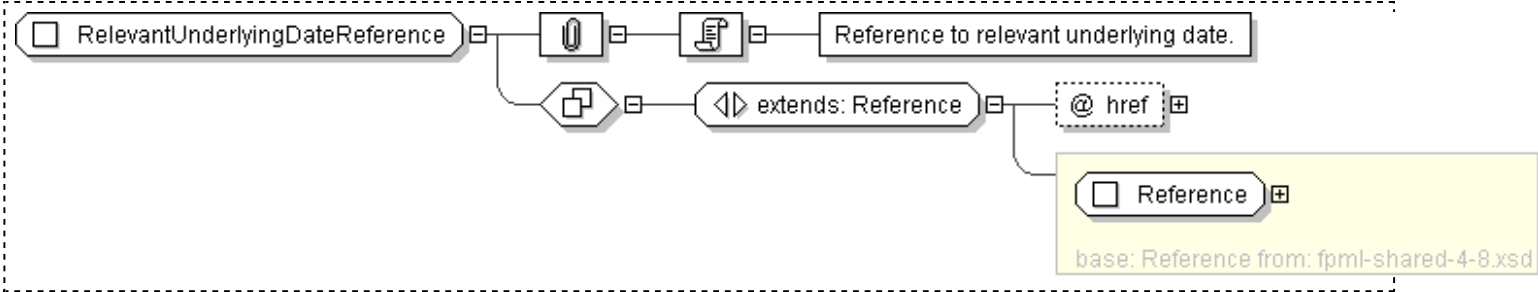 RelevantUnderlyingDateReference
Reference to relevant underlying date.
extends: Reference
@ href
Reference
base: Reference from: fpml-shared-4-8.xsd